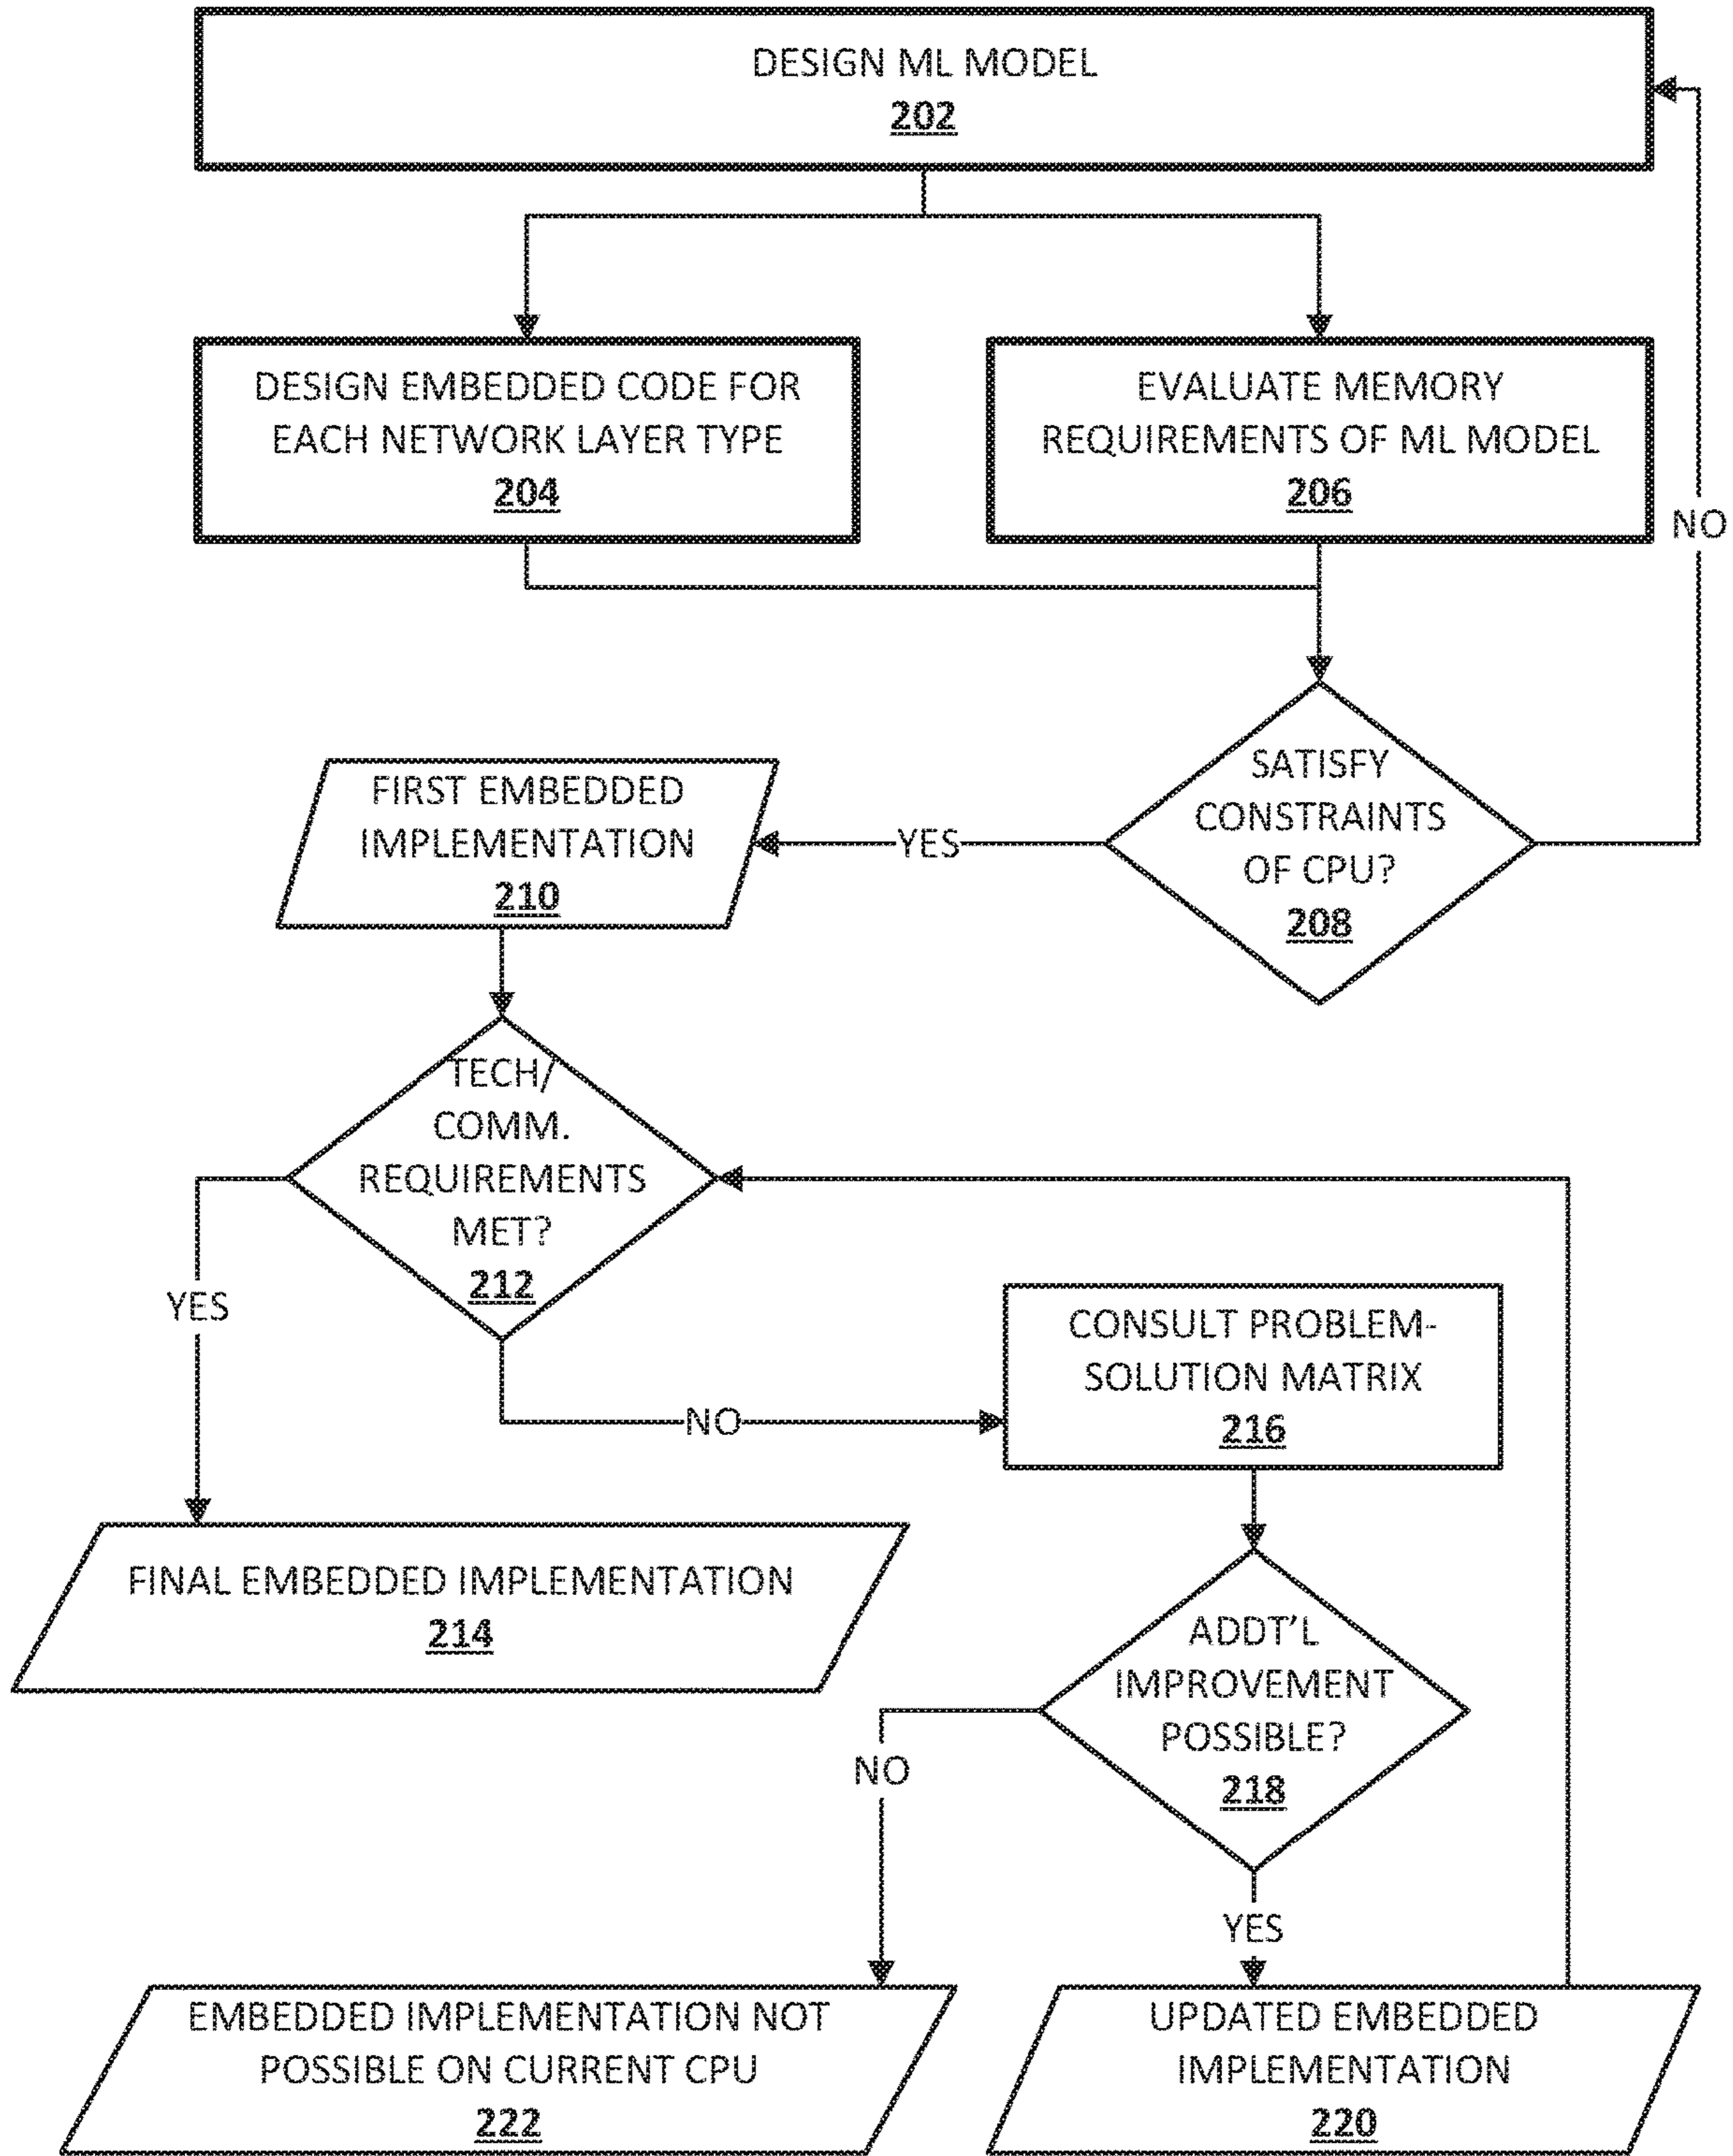 DESIGN ML MODEL
202
DESIGN EMBEDDED CODE FOR
EACH NETWORK LAYER TYPE
204
EVALUATE MEMORY
REQUIREMENTS OF ML MODEL
206
NO
SATISFY
CONSTRAINTS
OF CPU?
208
YES
FIRST EMBEDDED
IMPLEMENTATION
210
TECH/
COMM.
REQUIREMENTS
MET?
212
YES
NO
CONSULT PROBLEM-
SOLUTION MATRIX
216
FINAL EMBEDDED IMPLEMENTATION
214
ADDT'L
IMPROVEMENT
POSSIBLE?
218
NO
YES
EMBEDDED IMPLEMENTATION NOT
POSSIBLE ON CURRENT CPU
222
UPDATED EMBEDDED
IMPLEMENTATION
220